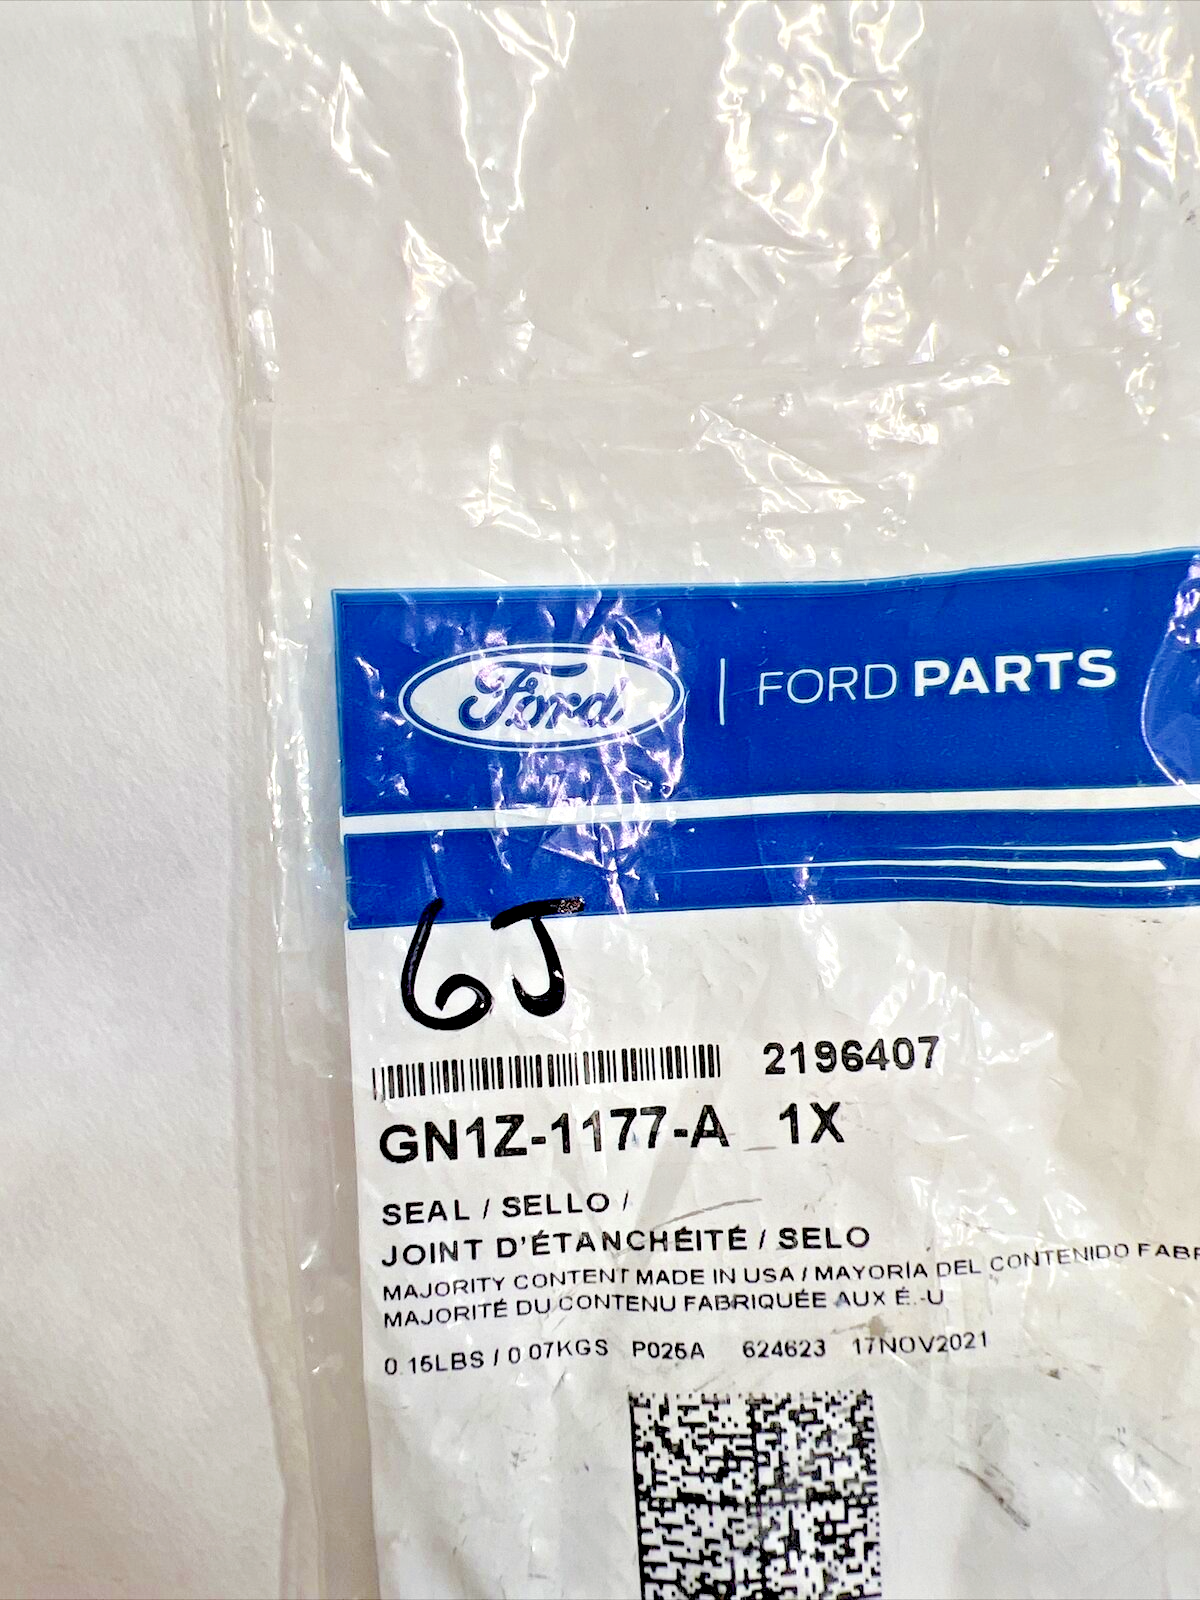 Ford | FORD PARTS
6J
2196407
GN1Z-1177-A 1X
SEAL / SELLO /
JOINT D'ÉTANCHÉITÉ / SELO
MAJORITY CONTENT MADE IN USA / MAYORÍA DEL CONTENIDO FABR
MAJORITÉ DU CONTENU FABRIQUÉE AUX É.-U
0.15LBS / 0.07KGS P025A 624623 17NOV2021